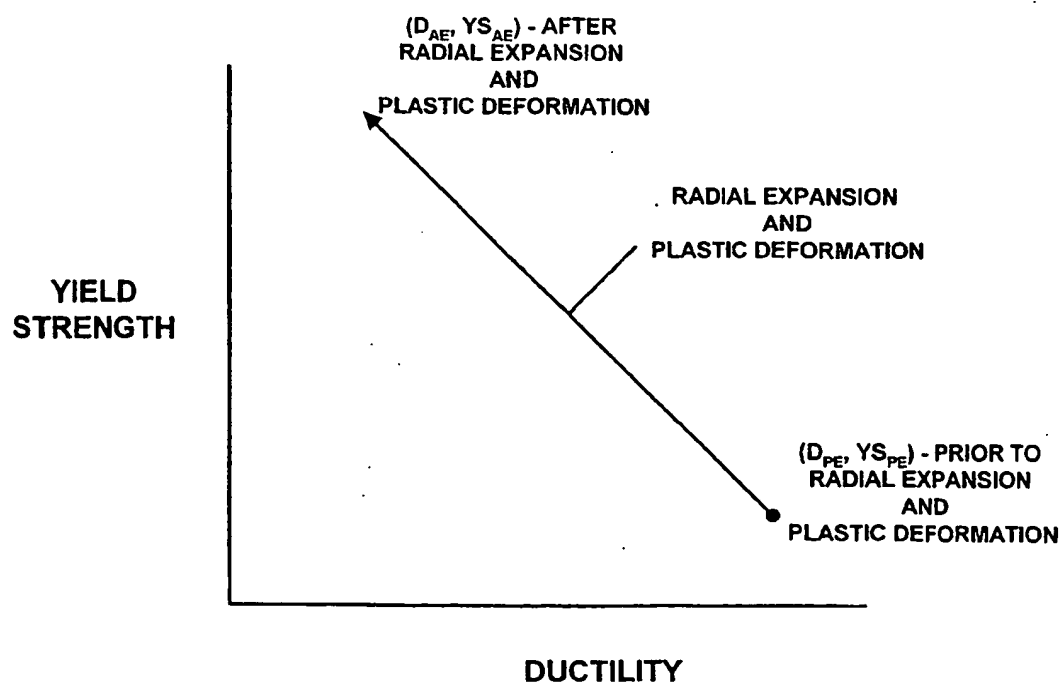 (D_AE, YS_AE) - AFTER
RADIAL EXPANSION
AND
PLASTIC DEFORMATION
RADIAL EXPANSION
AND
PLASTIC DEFORMATION
YIELD
STRENGTH
(D_PE, YS_PE) - PRIOR TO
RADIAL EXPANSION
AND
PLASTIC DEFORMATION
DUCTILITY